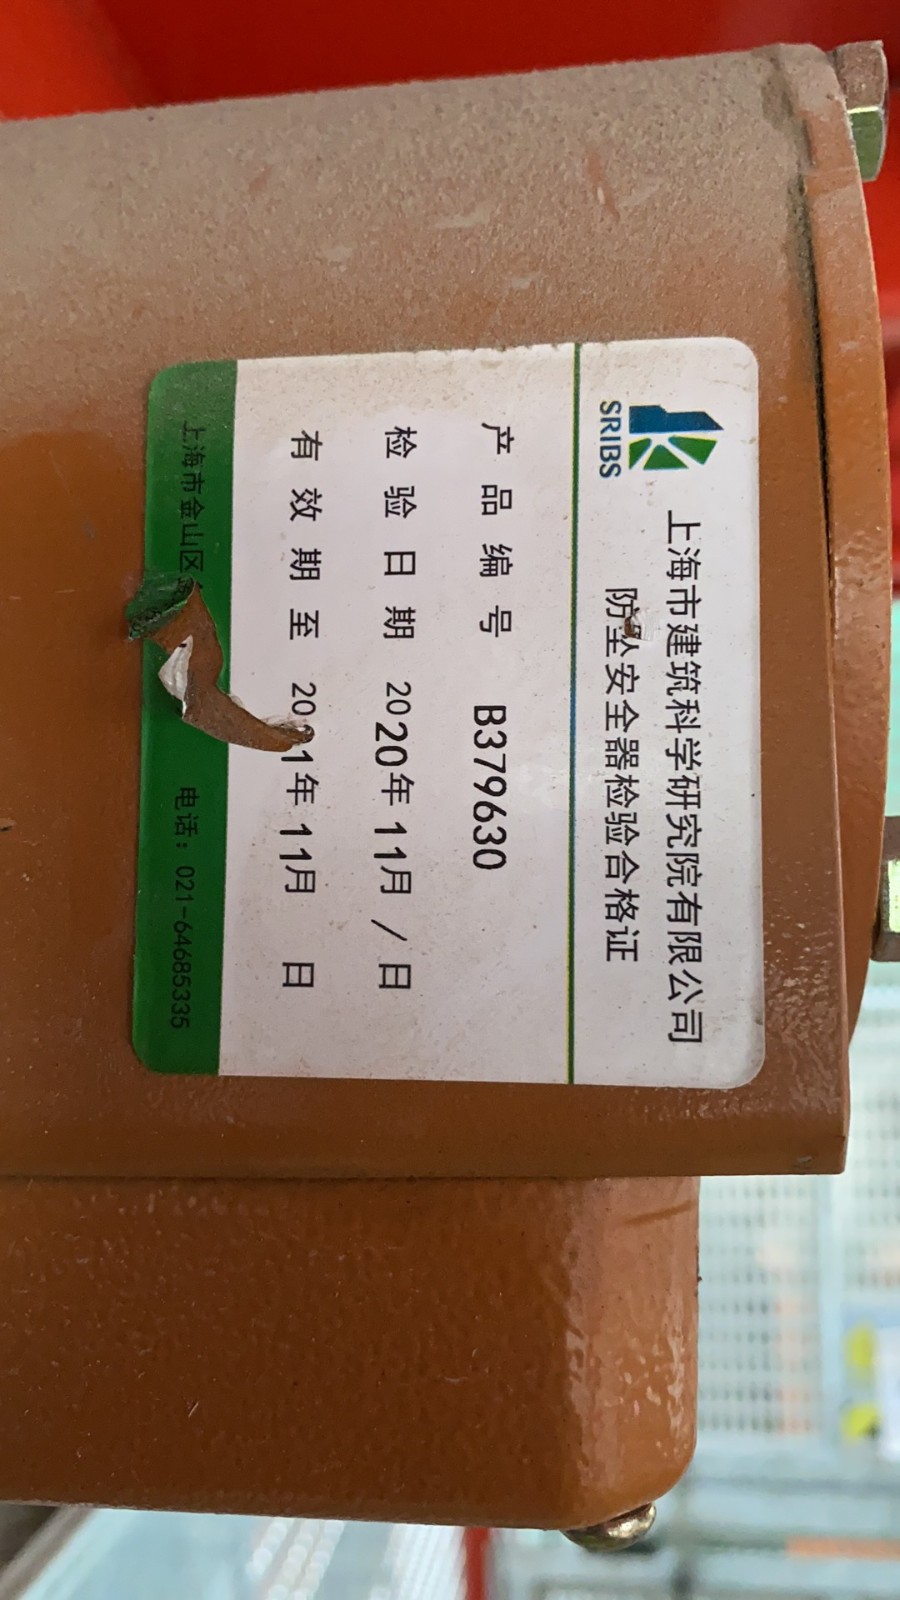 SRIBS
上海市建筑科学研究院有限公司
防坠安全器检验合格证
产品编号 B379630
检验日期 2020年11月/日
有效期至 20 1年11月 日
上海市金山区 电话：021-64685335